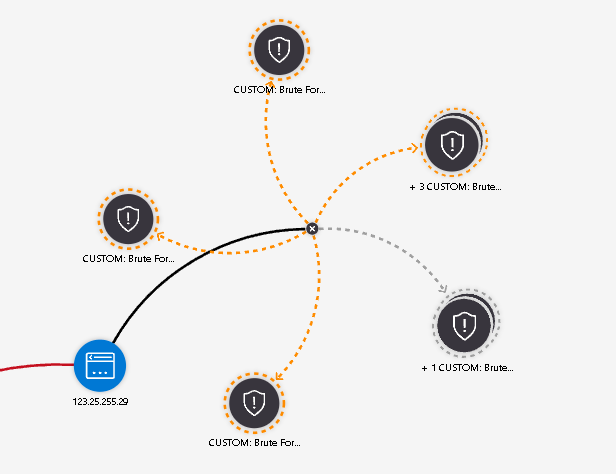 CUSTOM: Brute For...
+ 3 CUSTOM: Brute...
CUSTOM: Brute For...
+ 1 CUSTOM: Brute...
123.25.255.29
CUSTOM: Brute For...